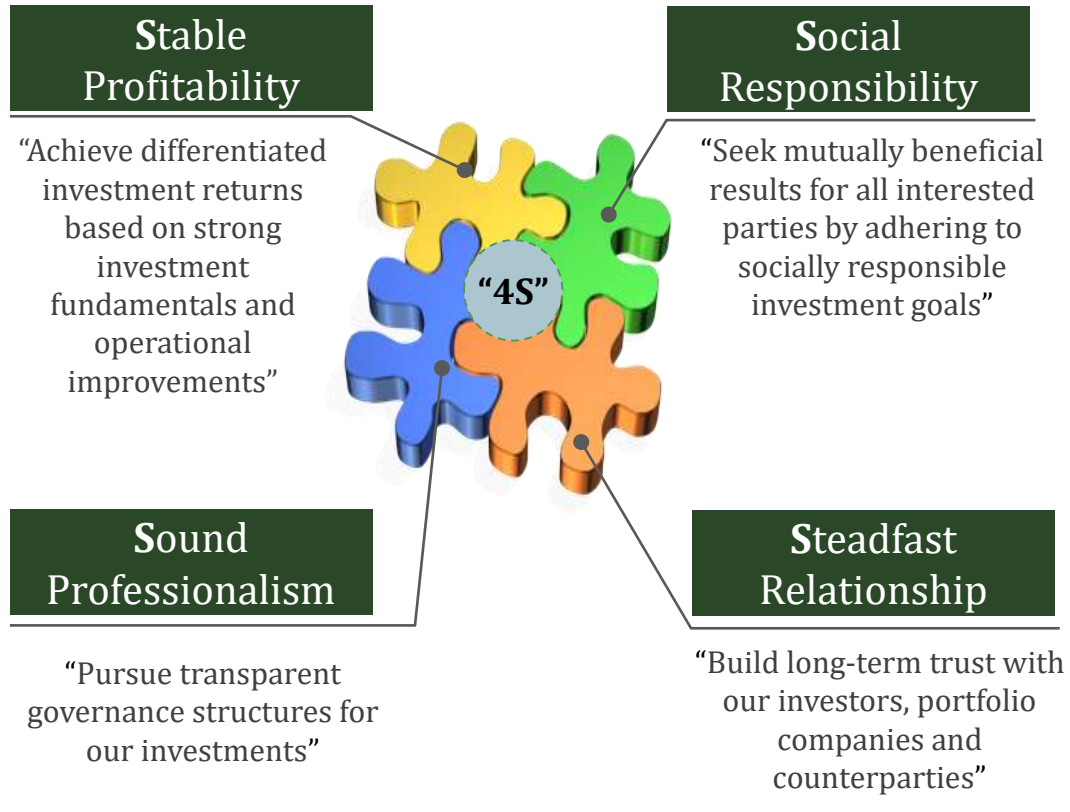 Stable
Profitability
“Achieve differentiated
investment returns
based on strong
investment
fundamentals and
operational
improvements”
Social
Responsibility
“Seek mutually beneficial
results for all interested
parties by adhering to
socially responsible
investment goals”
“4S”
Sound
Professionalism
“Pursue transparent
governance structures for
our investments”
Steadfast
Relationship
“Build long-term trust with
our investors, portfolio
companies and
counterparties”